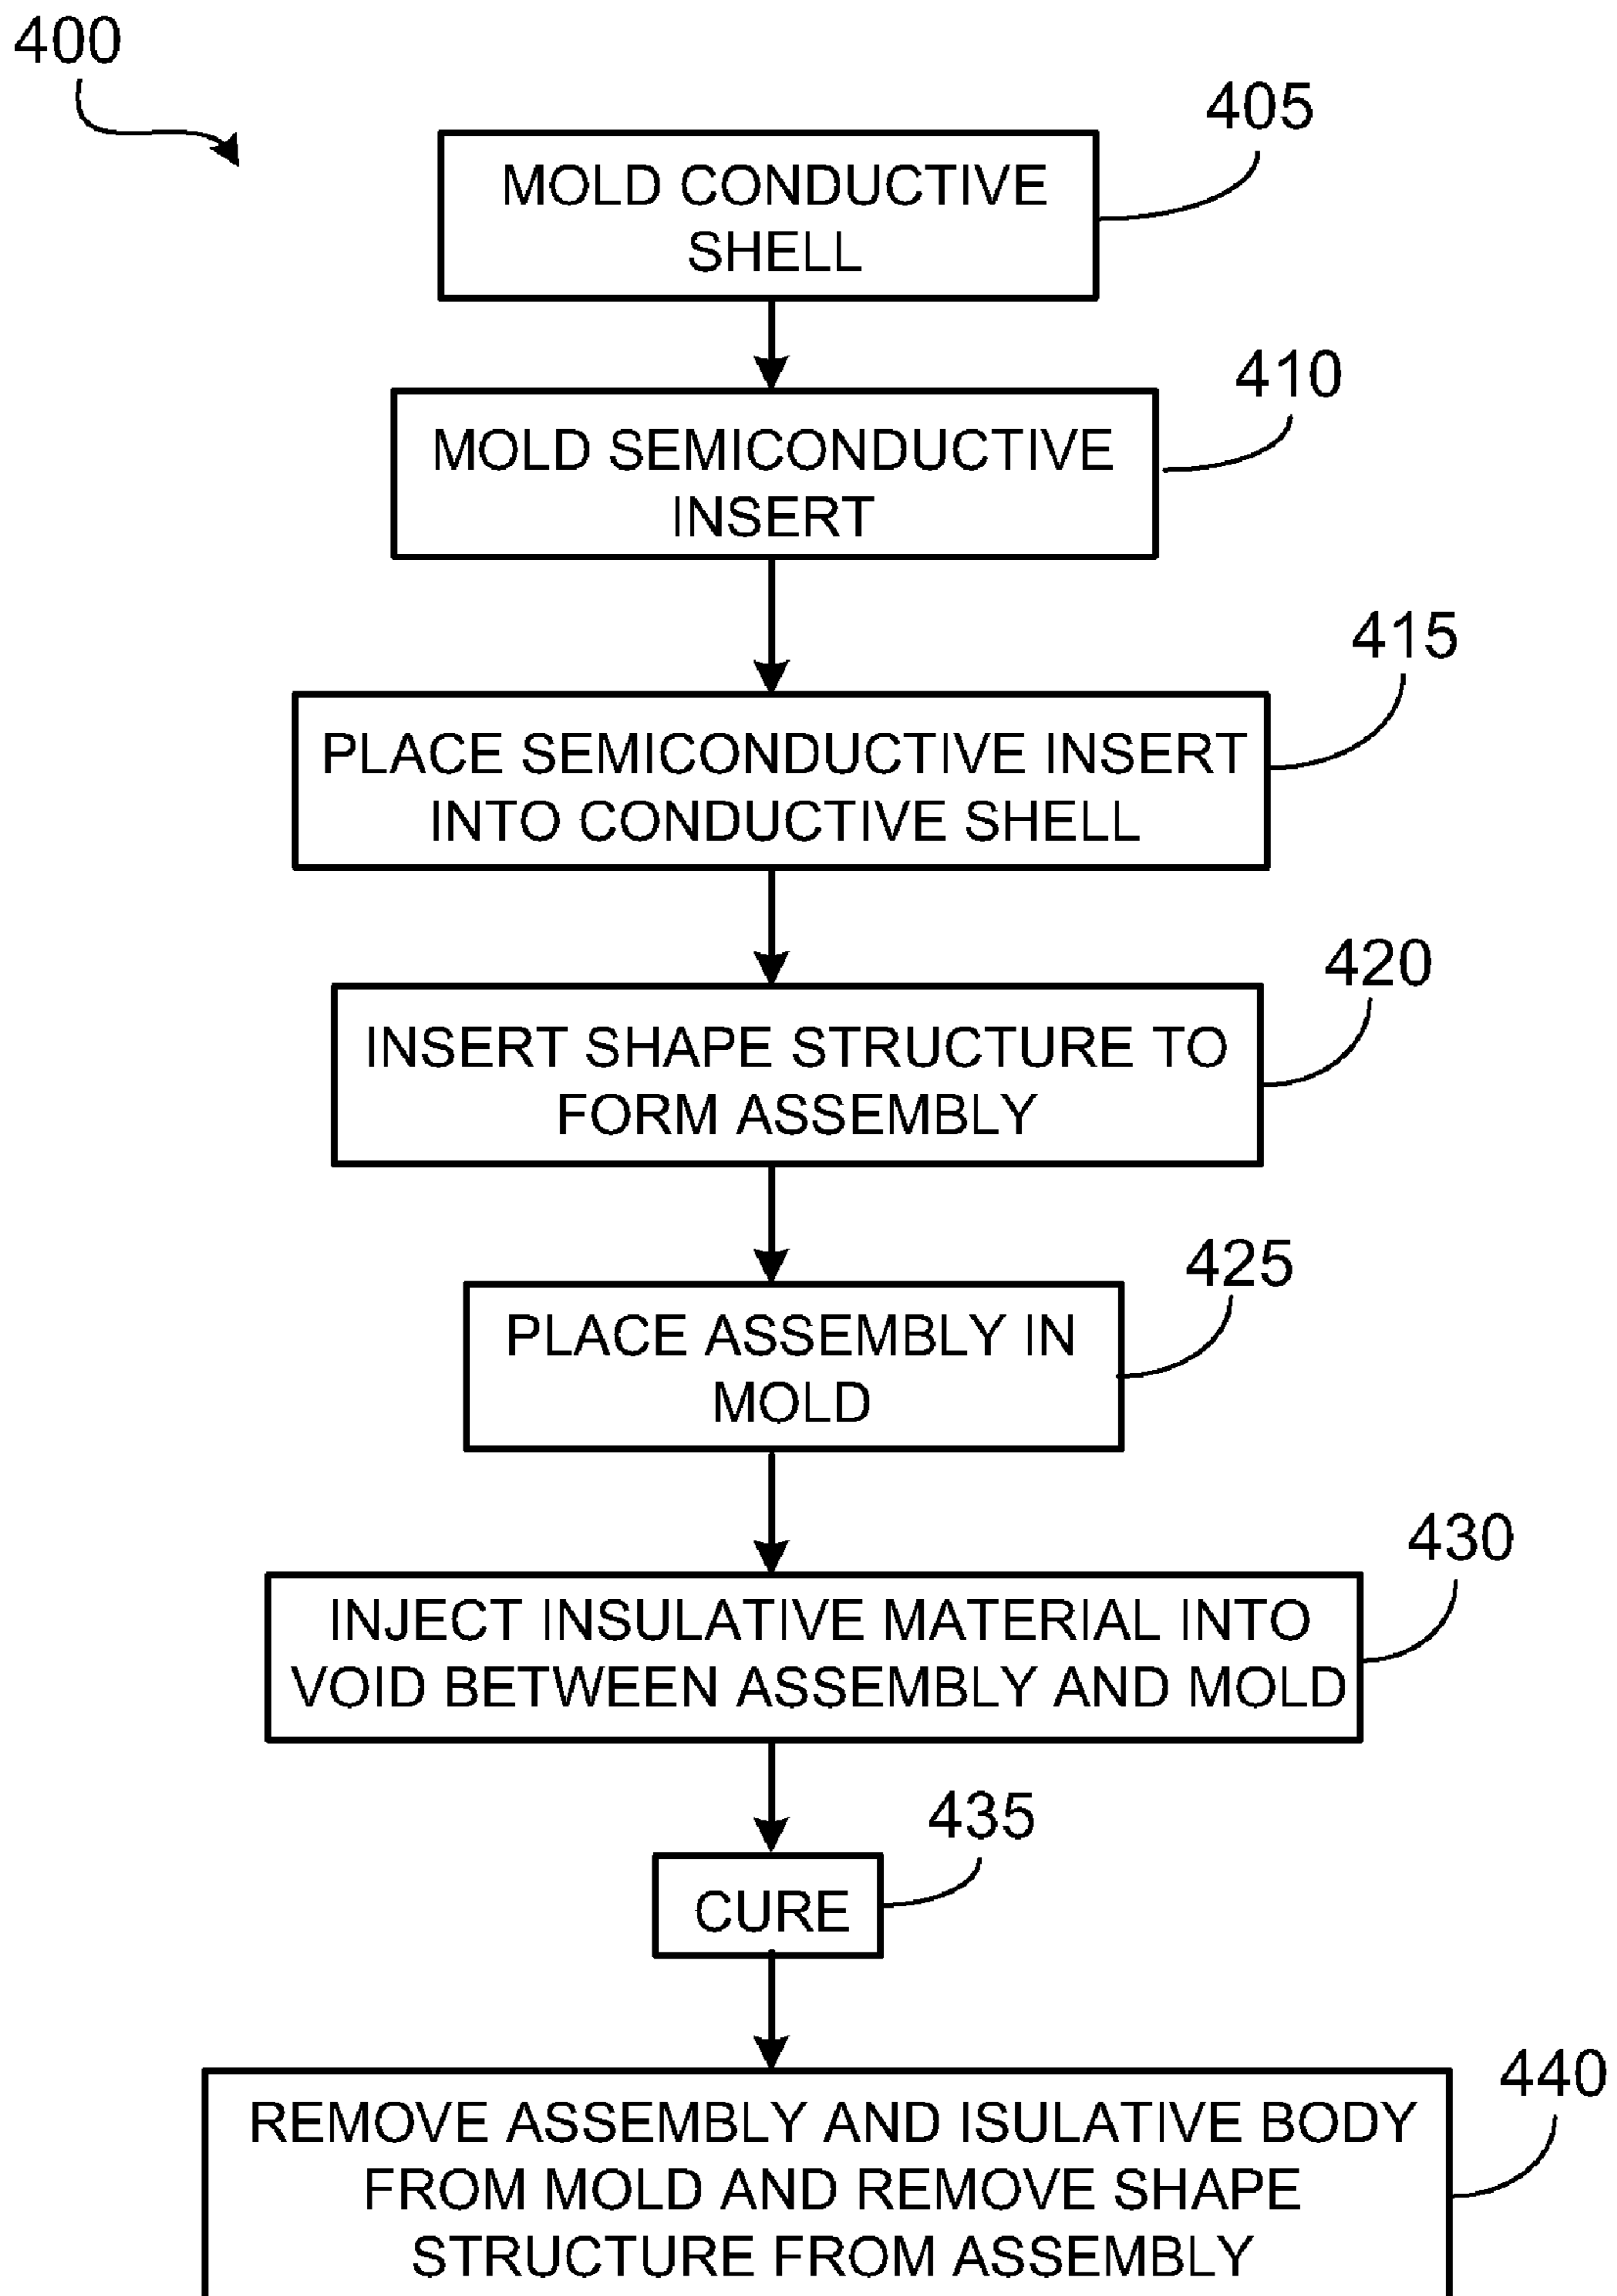 400
405
MOLD CONDUCTIVE
SHELL
410
MOLD SEMICONDUCTIVE
INSERT
415
PLACE SEMICONDUCTIVE INSERT
INTO CONDUCTIVE SHELL
420
INSERT SHAPE STRUCTURE TO
FORM ASSEMBLY
425
PLACE ASSEMBLY IN
MOLD
430
INJECT INSULATIVE MATERIAL INTO
VOID BETWEEN ASSEMBLY AND MOLD
435
CURE
440
REMOVE ASSEMBLY AND ISULATIVE BODY
FROM MOLD AND REMOVE SHAPE
STRUCTURE FROM ASSEMBLY